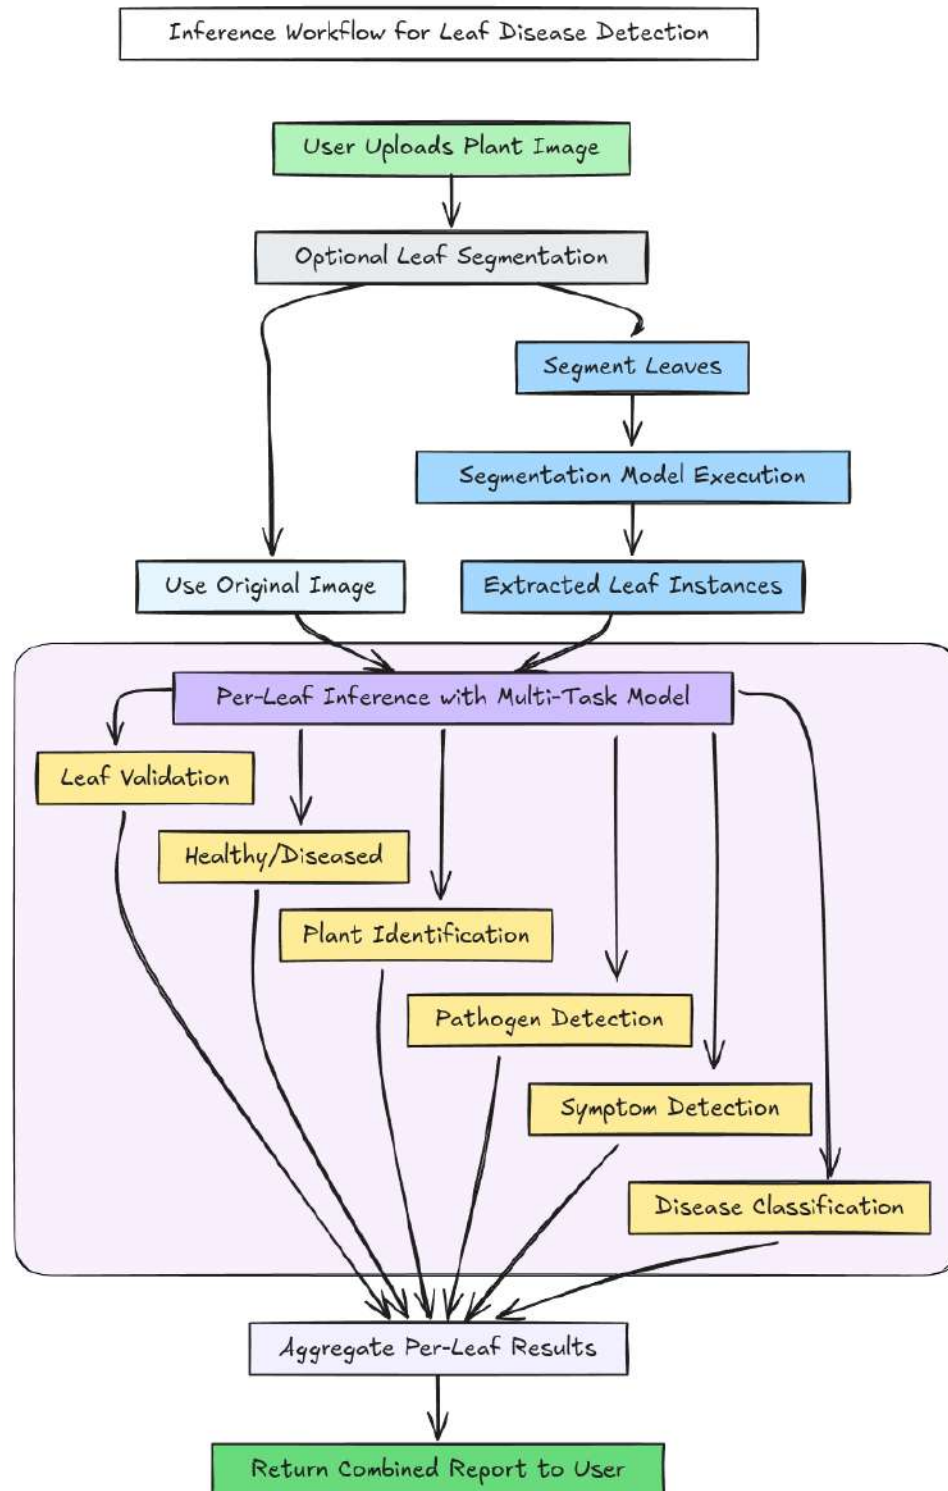 Inference Workflow for Leaf Disease Detection
User Uploads Plant Image
Optional Leaf Segmentation
Segment Leaves
Segmentation Model Execution
Use Original Image
Extracted Leaf Instances
Per-Leaf Inference with Multi-Task Model
Leaf Validation
Healthy/Diseased
Plant Identification
Pathogen Detection
Symptom Detection
Disease Classification
Aggregate Per-Leaf Results
Return Combined Report to User